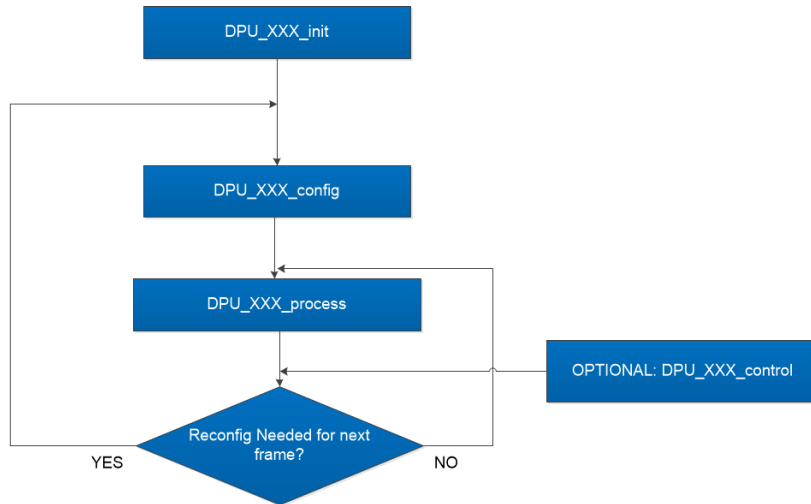 DPU_XXX_init
DPU_XXX_config
DPU_XXX_process
OPTIONAL: DPU_XXX_control
Reconfig Needed for next
frame?
YES
NO